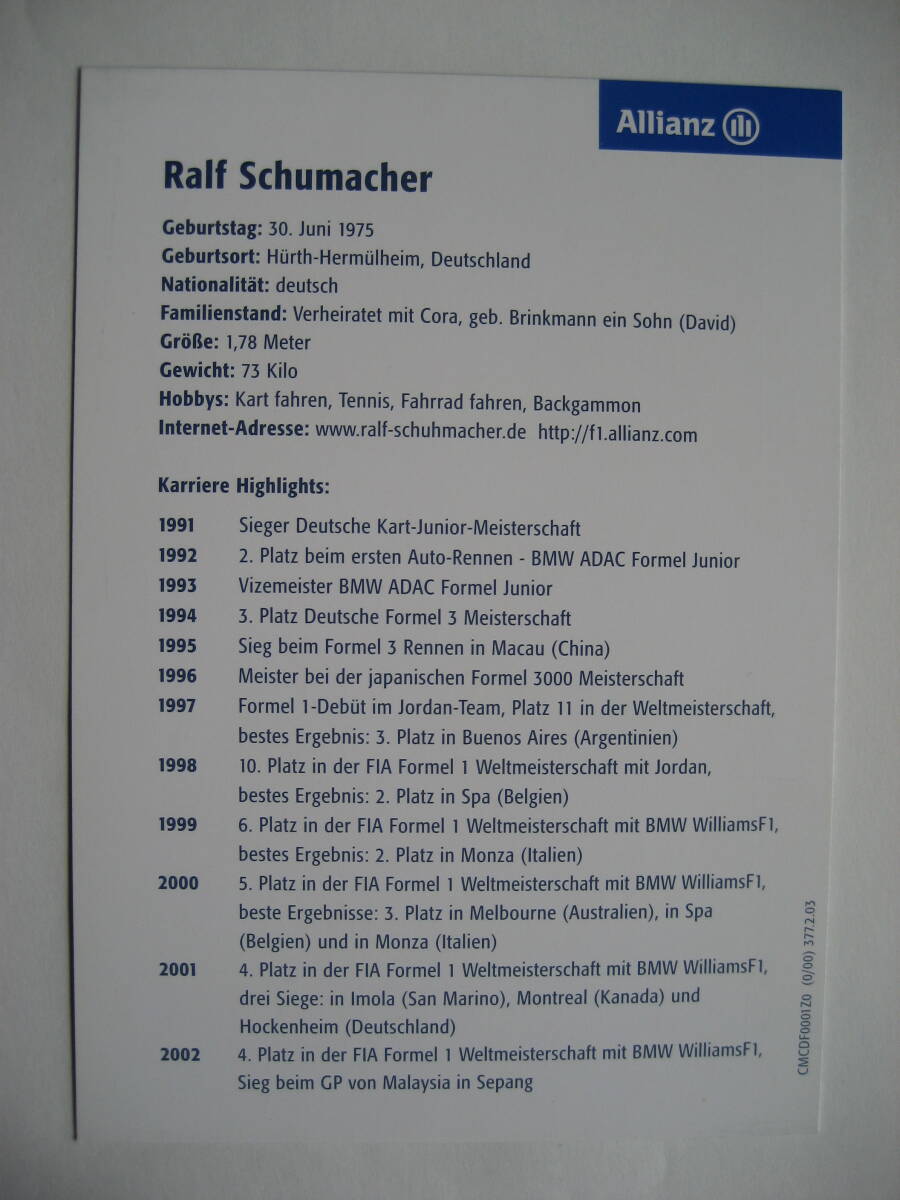 Allianz
Ralf Schumacher
Geburtstag: 30. Juni 1975
Geburtsort: Hürth-Hermülheim, Deutschland
Nationalität: deutsch
Familienstand: Verheiratet mit Cora, geb. Brinkmann ein Sohn (David)
Größe: 1,78 Meter
Gewicht: 73 Kilo
Hobbys: Kart fahren, Tennis, Fahrrad fahren, Backgammon
Internet-Adresse: www.ralf-schuhmacher.de http://f1.allianz.com
Karriere Highlights:
1991 Sieger Deutsche Kart-Junior-Meisterschaft
1992 2. Platz beim ersten Auto-Rennen - BMW ADAC Formel Junior
1993 Vizemeister BMW ADAC Formel Junior
1994 3. Platz Deutsche Formel 3 Meisterschaft
1995 Sieg beim Formel 3 Rennen in Macau (China)
1996 Meister bei der japanischen Formel 3000 Meisterschaft
1997 Formel 1-Debüt im Jordan-Team, Platz 11 in der Weltmeisterschaft,
bestes Ergebnis: 3. Platz in Buenos Aires (Argentinien)
1998 10. Platz in der FIA Formel 1 Weltmeisterschaft mit Jordan,
bestes Ergebnis: 2. Platz in Spa (Belgien)
1999 6. Platz in der FIA Formel 1 Weltmeisterschaft mit BMW WilliamsF1,
bestes Ergebnis: 2. Platz in Monza (Italien)
2000 5. Platz in der FIA Formel 1 Weltmeisterschaft mit BMW WilliamsF1,
beste Ergebnisse: 3. Platz in Melbourne (Australien), in Spa
(Belgien) und in Monza (Italien)
2001 4. Platz in der FIA Formel 1 Weltmeisterschaft mit BMW WilliamsF1,
drei Siege: in Imola (San Marino), Montreal (Kanada) und
Hockenheim (Deutschland)
2002 4. Platz in der FIA Formel 1 Weltmeisterschaft mit BMW WilliamsF1,
Sieg beim GP von Malaysia in Sepang
CMCDF0001Z0 (0/00) 377.2.03